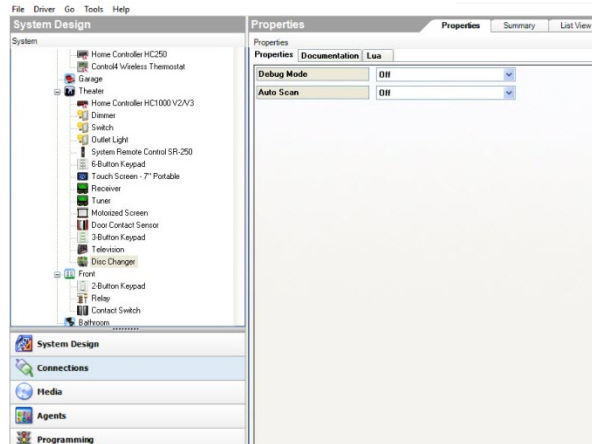 File Driver Go Tools Help
System Design
System
Home Controller HC250
Control4 Wireless Thermostat
Garage
Theater
Home Controller HC1000 V2/V3
Dimmer
Switch
Outlet Light
System Remote Control SR-250
6-Button Keypad
Touch Screen - 7" Portable
Receiver
Tuner
Motorized Screen
Door Contact Sensor
3-Button Keypad
Television
Disc Changer
Front
2-Button Keypad
Relay
Contact Switch
Bathroom
System Design
Connections
Media
Agents
Programming
Properties
Properties Summary List View
Properties
Properties Documentation Lua
Debug Mode Off
Auto Scan Off